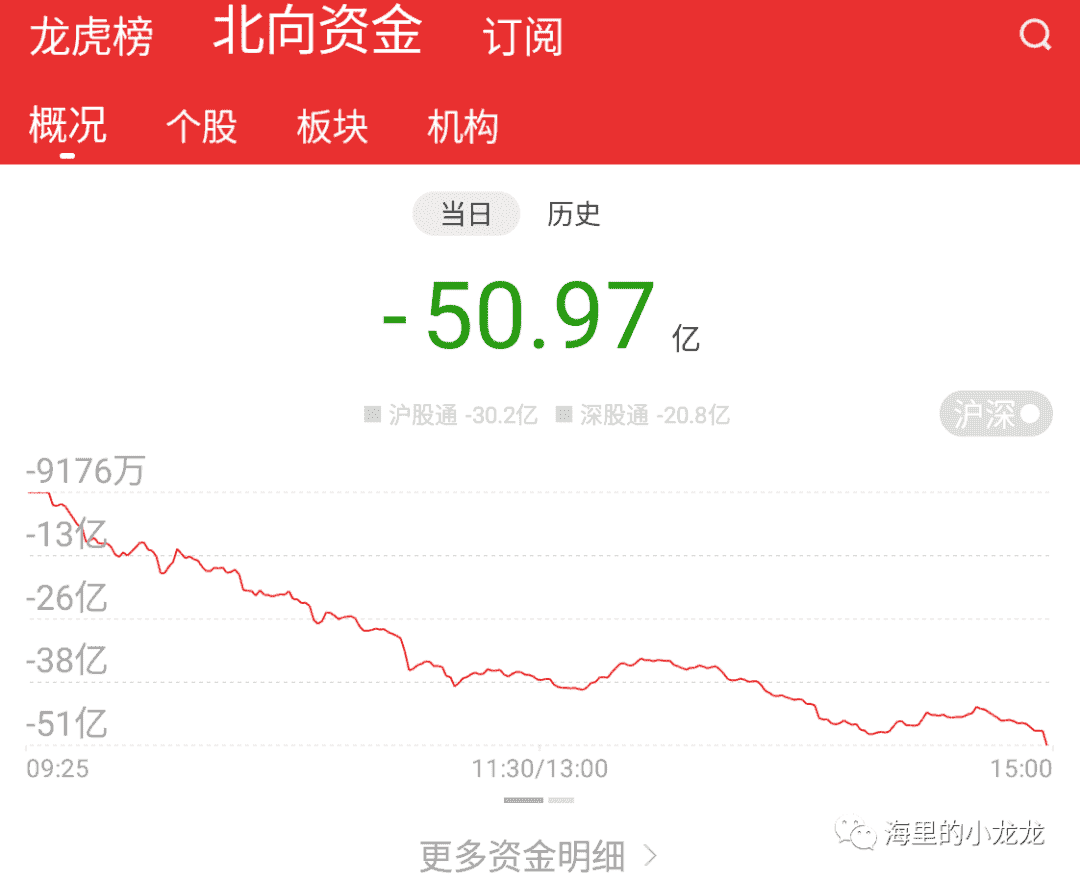 龙虎榜 北向资金 订阅
概况 个股 板块 机构
当日 历史
-50.97 亿
沪股通 -30.2亿 深股通 -20.8亿
沪深
-9176万
-13亿
-26亿
-38亿
-51亿
09:25 11:30/13:00 15:00
海里的小龙龙
更多资金明细